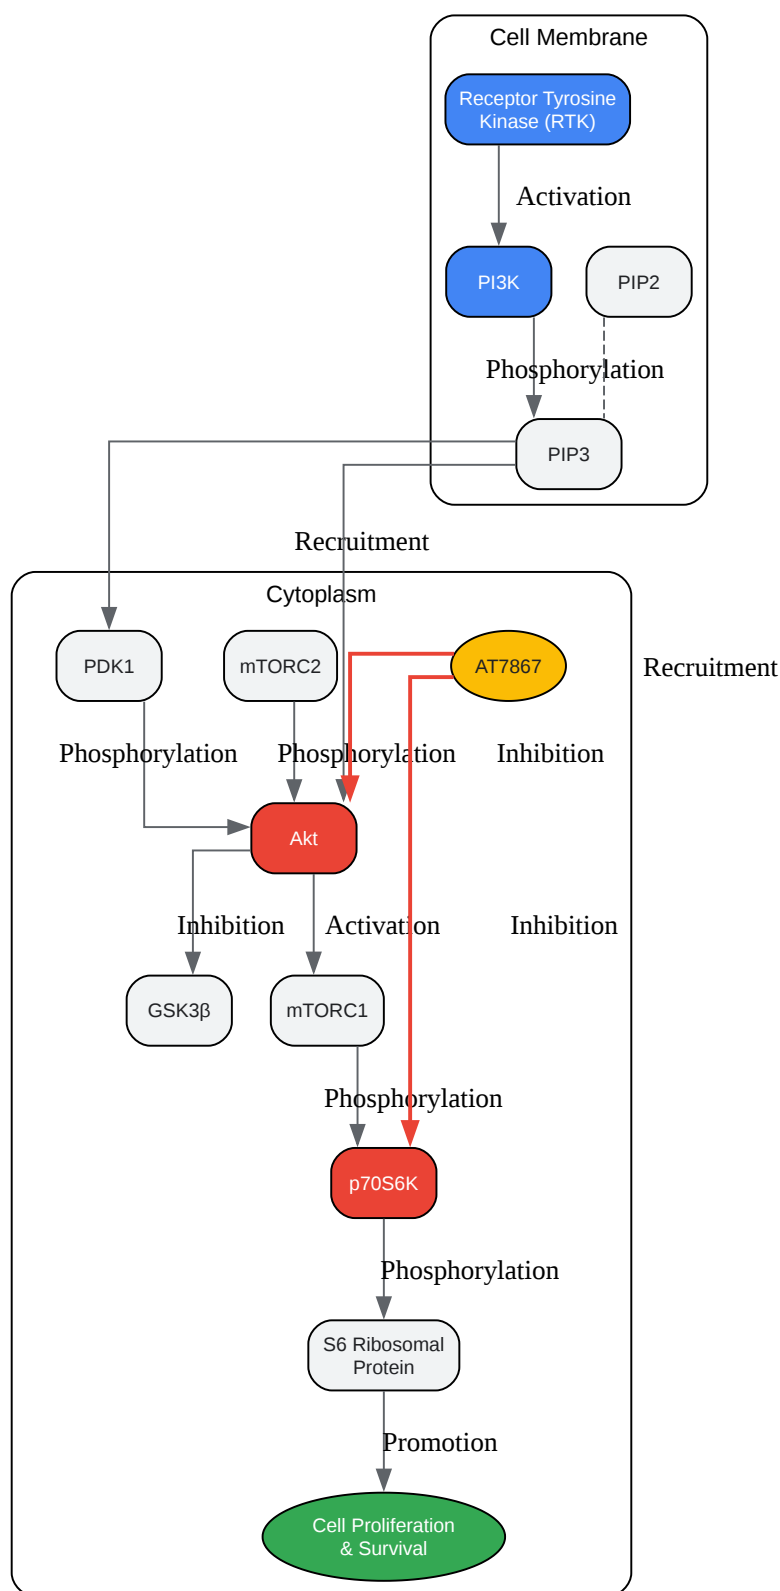 Cell Membrane
Receptor Tyrosine
Kinase (RTK)
Activation
PI3K
PIP2
Phosphorylation
PIP3
Recruitment
Cytoplasm
PDK1
mTORC2
AT7867
Recruitment
Phosphorylation
Phosphorylation
Inhibition
Akt
Inhibition
Activation
Inhibition
GSK3β
mTORC1
Phosphorylation
p70S6K
Phosphorylation
S6 Ribosomal
Protein
Promotion
Cell Proliferation
& Survival